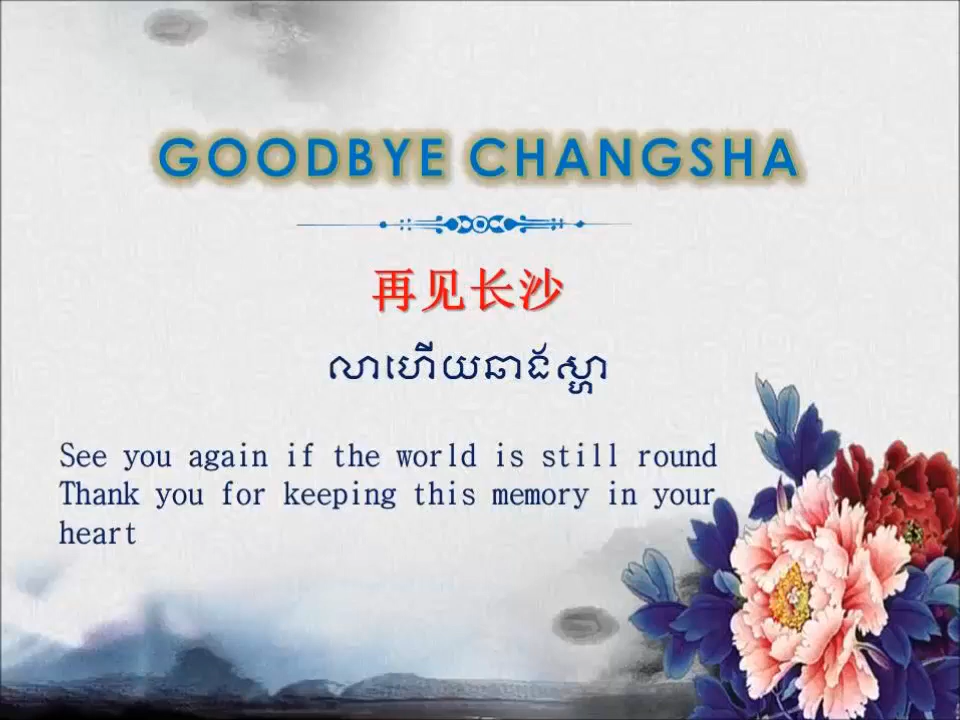 GOODBYE CHANGSHA
再见长沙
លាហើយឆាងស្ហា
See you again if the world is still round
Thank you for keeping this memory in your
heart